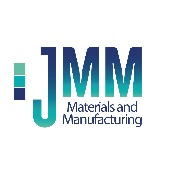 JMM
Materials and
Manufacturing